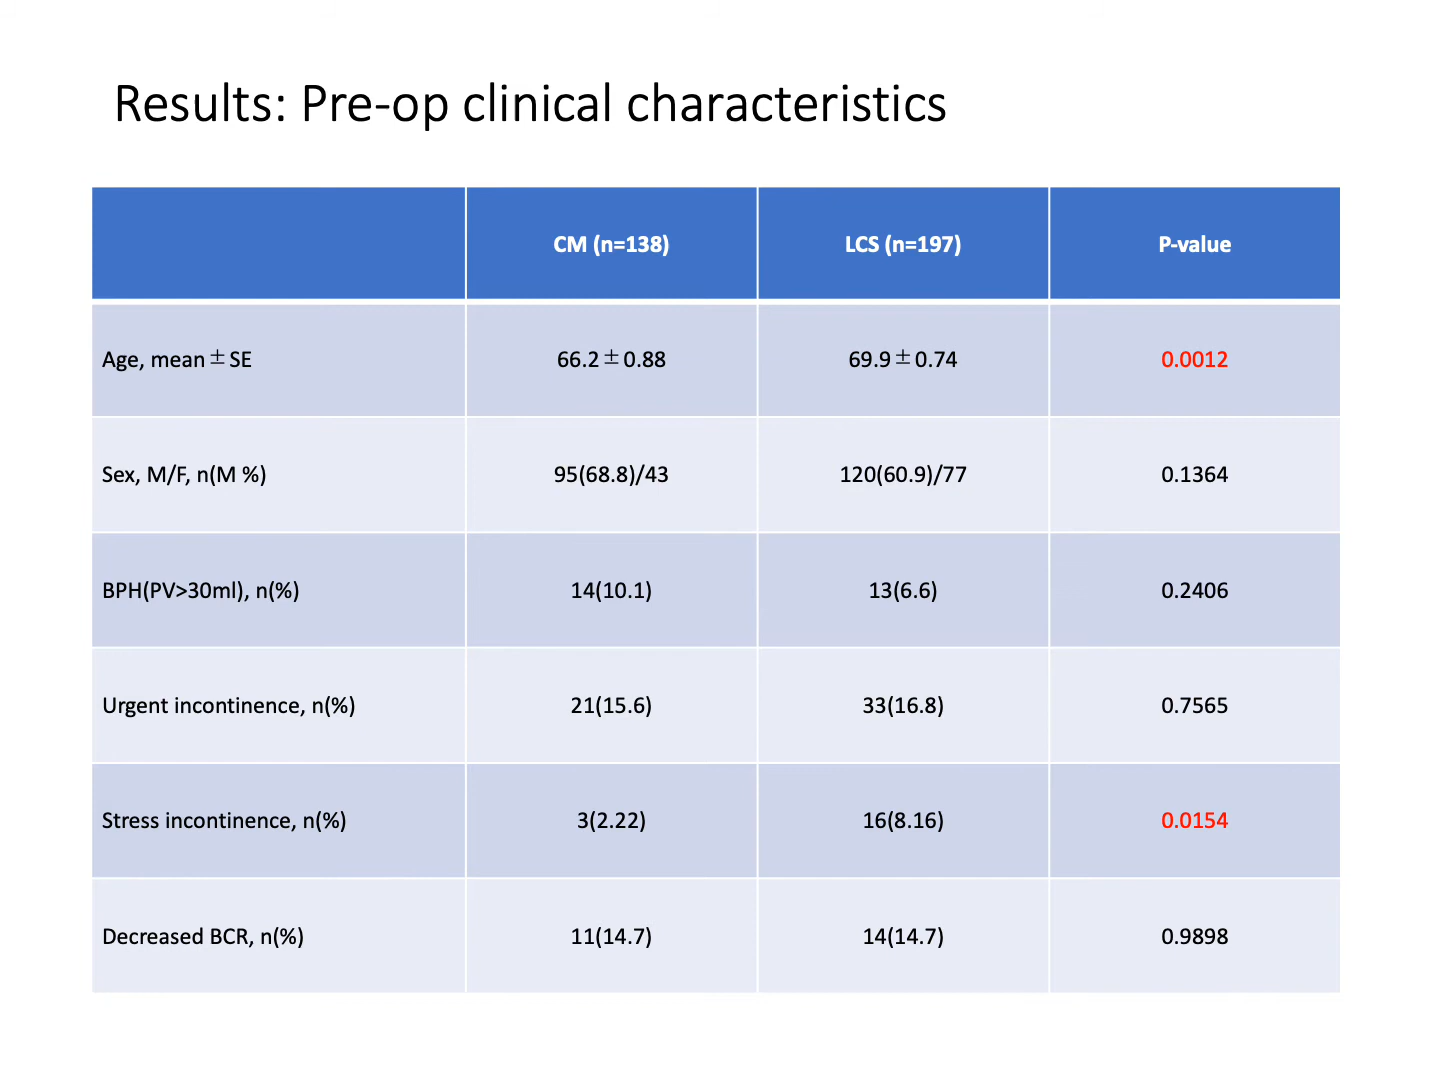 Results: Pre-op clinical characteristics
CM (n=138) LCS (n=197) P-value
Age, mean±SE 66.2±0.88 69.9±0.74 0.0012
Sex, M/F, n(M %) 95(68.8)/43 120(60.9)/77 0.1364
BPH(PV>30ml), n(%) 14(10.1) 13(6.6) 0.2406
Urgent incontinence, n(%) 21(15.6) 33(16.8) 0.7565
Stress incontinence, n(%) 3(2.22) 16(8.16) 0.0154
Decreased BCR, n(%) 11(14.7) 14(14.7) 0.9898